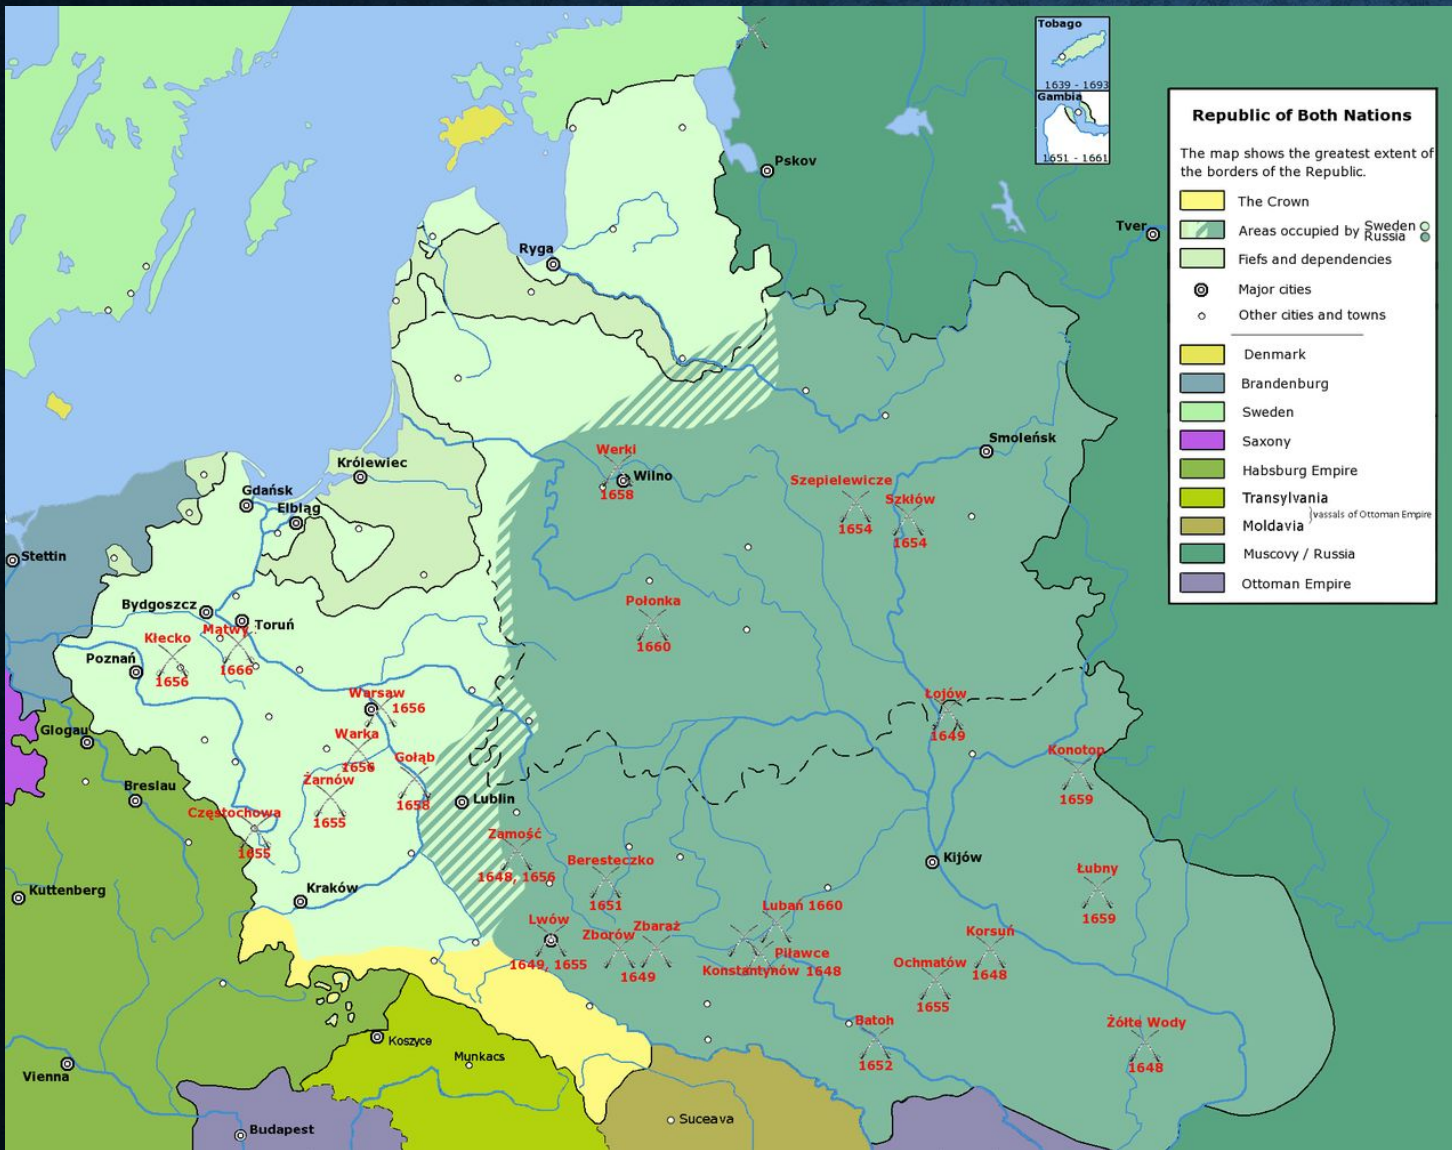 Tobago
1639 - 1693
Gambia
1651 - 1661
Republic of Both Nations
The map shows the greatest extent of
the borders of the Republic.
The Crown
Areas occupied by Sweden
Russia
Fiefs and dependencies
Major cities
Other cities and towns
Denmark
Brandenburg
Sweden
Saxony
Habsburg Empire
Transylvania
Moldavia
}vassals of Ottoman Empire
Muscovy / Russia
Ottoman Empire
Pskov
Tver
Ryga
Smoleńsk
Werki
1658
Wilno
Szepielewicze
1654
Szkłów
1654
Królewiec
Gdańsk
Elbląg
Stettin
Bydgoszcz
Toruń
Połonka
1660
Kłecko
1656
Mątwy
1666
Poznań
Warsaw
1656
Łojów
1649
Glogau
Warka
1656
Gołąb
1658
Konotop
1659
Breslau
Żarnów
1655
Lublin
Częstochowa
1655
Zamość
1648, 1656
Beresteczko
1651
Kijów
Łubny
1659
Kuttenberg
Kraków
Lwów
1649, 1655
Zborów
Zbaraż
1649
Lubań 1660
Piławce
Konstantynów 1648
Korsuń
1648
Ochmatów
1655
Batoh
1652
Żółte Wody
1648
Koszyce
Munkacs
Vienna
Budapest
Suceava